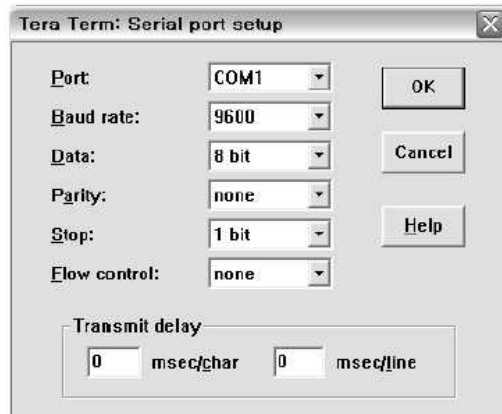 Tera Term: Serial port setup
Port: COM1
OK
Baud rate: 9600
Data: 8 bit
Cancel
Parity: none
Stop: 1 bit
Help
Flow control: none
Transmit delay
0 msec/char 0 msec/line